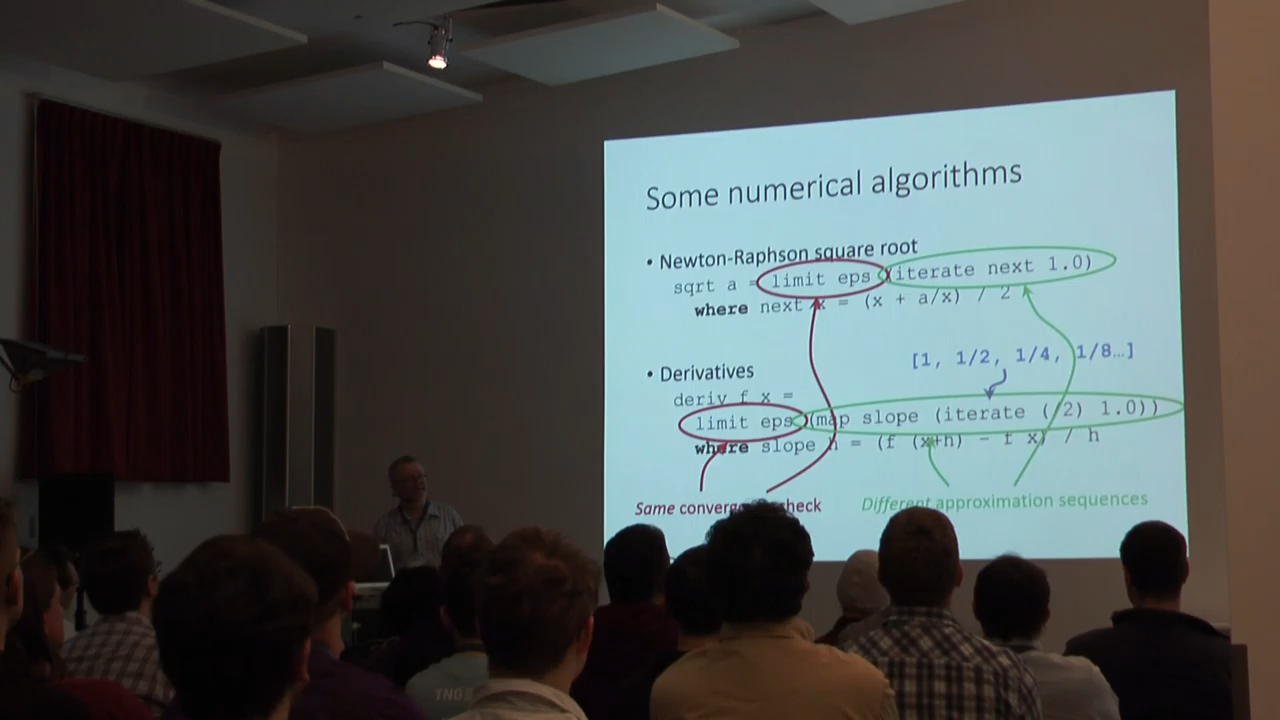 Some numerical algorithms
• Newton-Raphson square root
sqrt a = limit eps (iterate next 1.0)
where next x = (x + a/x) / 2
[1, 1/2, 1/4, 1/8…]
• Derivatives
deriv f x =
limit eps (map slope (iterate (/2) 1.0))
where slope h = (f (x+h) - f x) / h
Same convergence check
Different approximation sequences
TNG